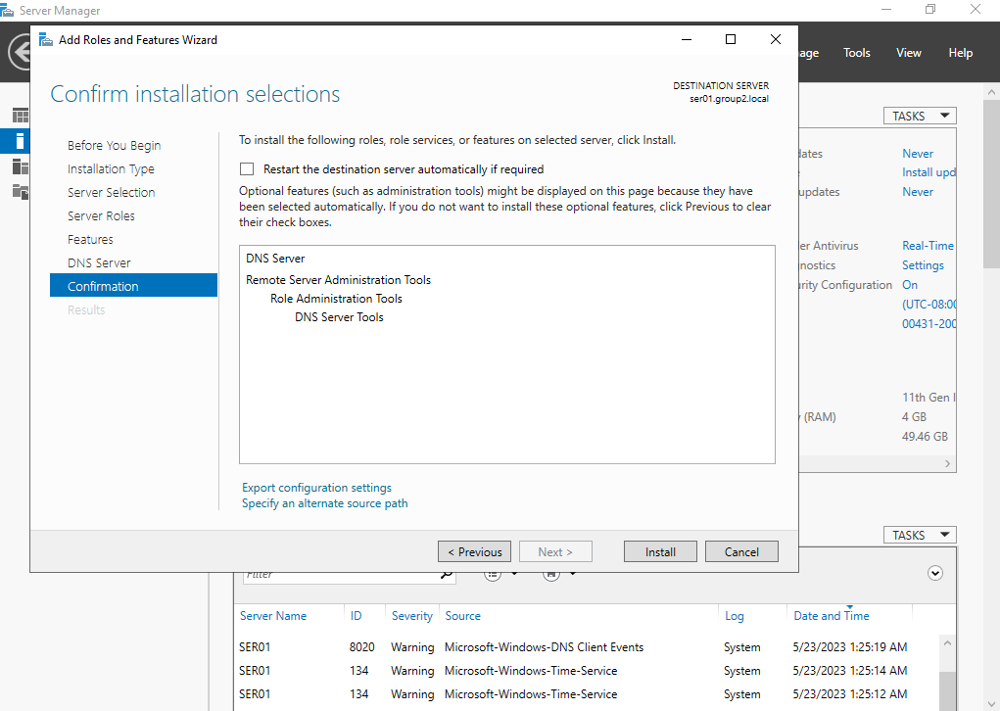 Server Manager
Add Roles and Features Wizard
Tools View Help
Confirm installation selections
DESTINATION SERVER
ser01.group2.local
Before You Begin
Installation Type
Server Selection
Server Roles
Features
DNS Server
Confirmation
Results
To install the following roles, role services, or features on selected server, click Install.
Restart the destination server automatically if required
Optional features (such as administration tools) might be displayed on this page because they have
been selected automatically. If you do not want to install these optional features, click Previous to clear
their check boxes.
DNS Server
Remote Server Administration Tools
Role Administration Tools
DNS Server Tools
Export configuration settings
Specify an alternate source path
< Previous
Next >
Install
Cancel
TASKS
Never
Install upd
updates Never
er Antivirus Real-Time
Settings
Configuration On
(UTC-08:00
00431-200
11th Gen I
(RAM) 4 GB
49.46 GB
TASKS
Filter
Server Name ID Severity Source Log Date and Time
SER01 8020 Warning Microsoft-Windows-DNS Client Events System 5/23/2023 1:25:19 AM
SER01 134 Warning Microsoft-Windows-Time-Service System 5/23/2023 1:25:14 AM
SER01 134 Warning Microsoft-Windows-Time-Service System 5/23/2023 1:25:12 AM